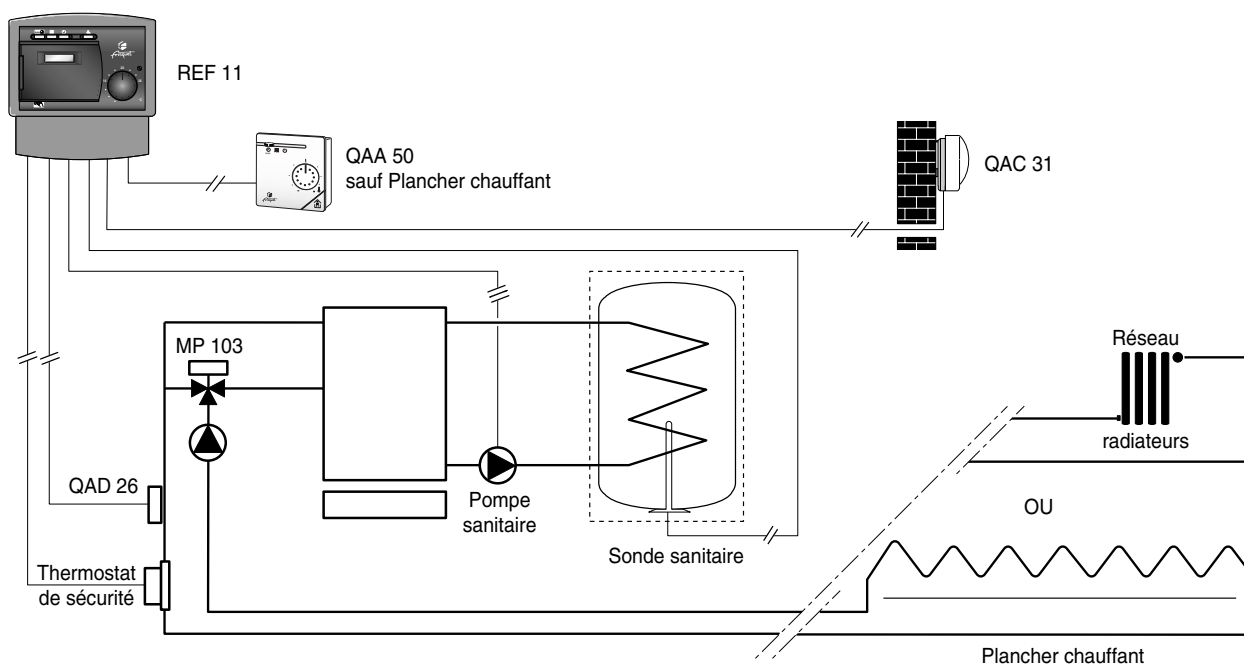 REF 11
QAA 50
sauf Plancher chauffant
QAC 31
MP 103
Réseau
radiateurs
QAD 26
Pompe
sanitaire
OU
Sonde sanitaire
Thermostat
de sécurité
Plancher chauffant